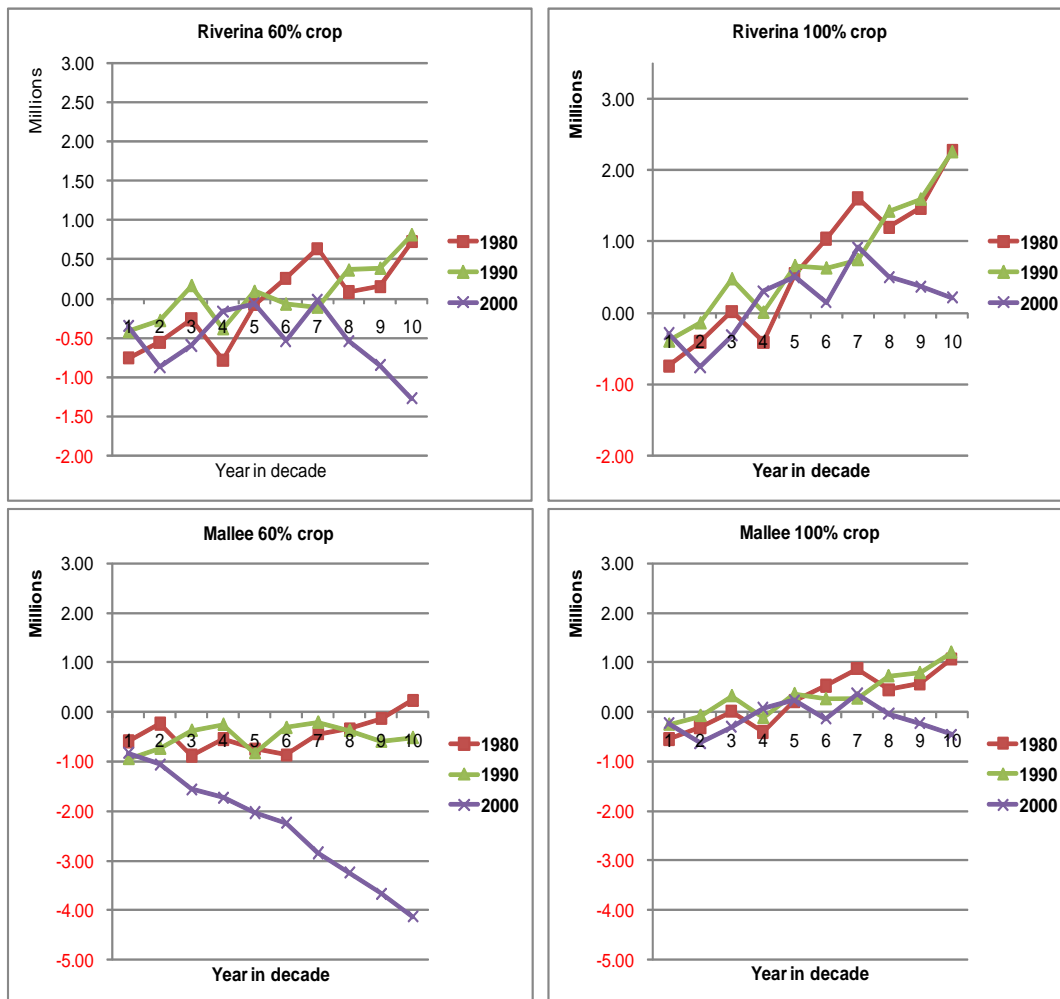 Riverina 60% crop
Millions
3.00
2.50
2.00
1.50
1.00
0.50
0.00
-0.50
-1.00
-1.50
-2.00
1 2 3 4 5 6 7 8 9 10
Year in decade
1980
1990
2000
Riverina 100% crop
Millions
3.00
2.00
1.00
0.00
-1.00
-2.00
1 2 3 4 5 6 7 8 9 10
Year in decade
1980
1990
2000
Mallee 60% crop
Millions
3.00
2.00
1.00
0.00
-1.00
-2.00
-3.00
-4.00
-5.00
1 2 3 4 5 6 7 8 9 10
Year in decade
1980
1990
2000
Mallee 100% crop
Millions
3.00
2.00
1.00
0.00
-1.00
-2.00
-3.00
-4.00
-5.00
1 2 3 4 5 6 7 8 9 10
Year in decade
1980
1990
2000